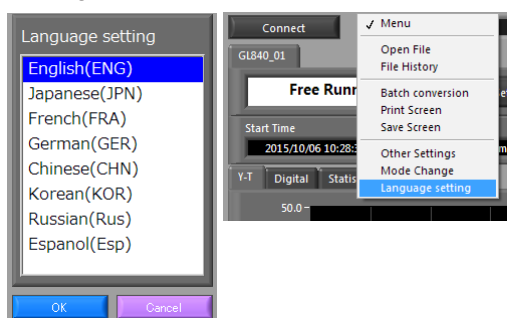 Language setting
English(ENG)
Japanese(JPN)
French(FRA)
German(GER)
Chinese(CHN)
Korean(KOR)
Russian(Rus)
Espanol(Esp)
OK
Cancel
Connect
✓ Menu
GL840_01
Open File
File History
Free Runn
Batch conversion
Print Screen
Save Screen
Start Time
2015/10/06 10:28:3
Other Settings
Mode Change
Language setting
Y-T
Digital
Statis
50.0